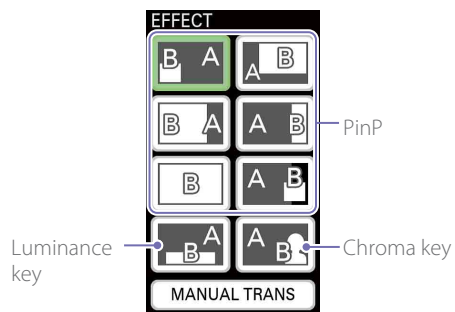 EFFECT
B A
A B
B A
A B
B
A B
PinP
A B
A B
Luminance
key
Chroma key
MANUAL TRANS